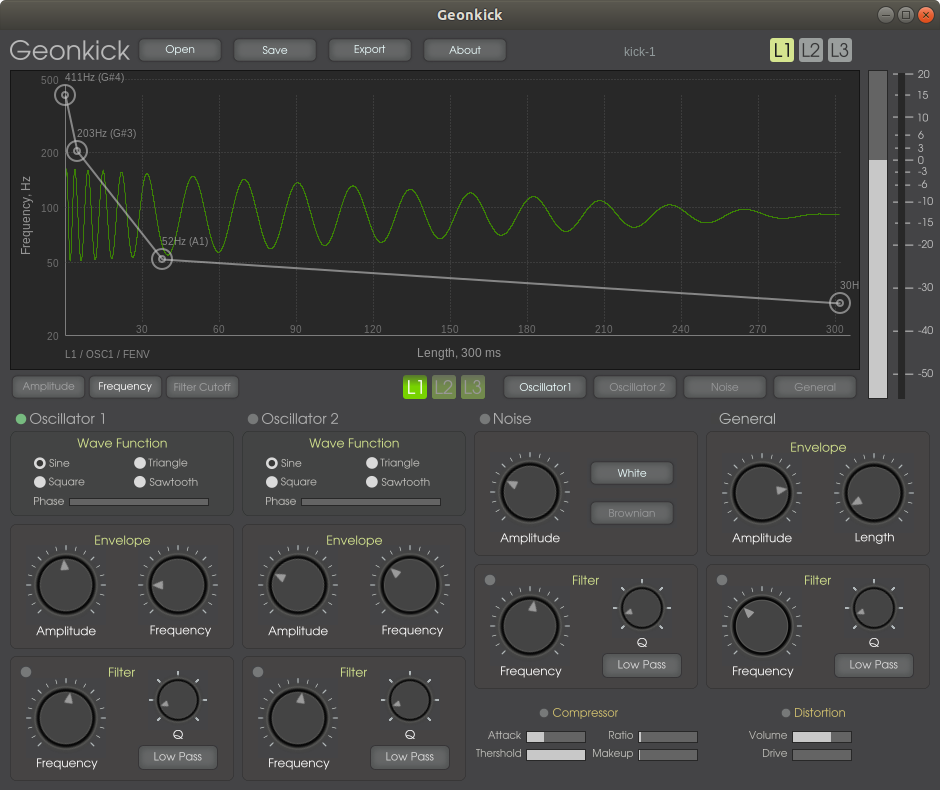 Geonkick
Geonkick Open Save Export About kick-1 L1 L2 L3
500 411Hz (G#4)
203Hz (G#3)
200
100
52Hz (A1)
50
30H
20 30 60 90 120 150 180 210 240 270 300
Frequency, Hz
L1 / OSC1 / FENV Length, 300 ms
20
15
10
6
3
0
-3
-6
-10
-15
-20
-30
-40
-50
Amplitude Frequency Filter Cutoff L1 L2 L3 Oscillator1 Oscillator 2 Noise General
Oscillator 1
Wave Function
Sine Triangle
Square Sawtooth
Phase
Envelope
Amplitude Frequency
Filter
Q
Frequency Low Pass
Oscillator 2
Wave Function
Sine Triangle
Square Sawtooth
Phase
Envelope
Amplitude Frequency
Filter
Q
Frequency Low Pass
Noise
White
Brownian
Amplitude
Filter
Q
Frequency Low Pass
Compressor
Attack Ratio
Thershold Makeup
General
Envelope
Amplitude Length
Filter
Q
Frequency Low Pass
Distortion
Volume
Drive